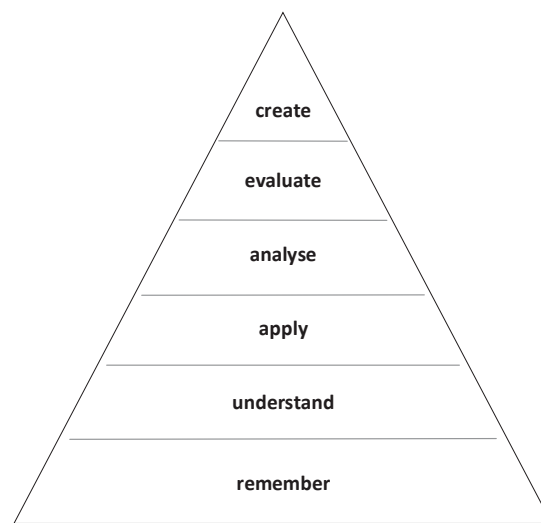 create
evaluate
analyse
apply
understand
remember